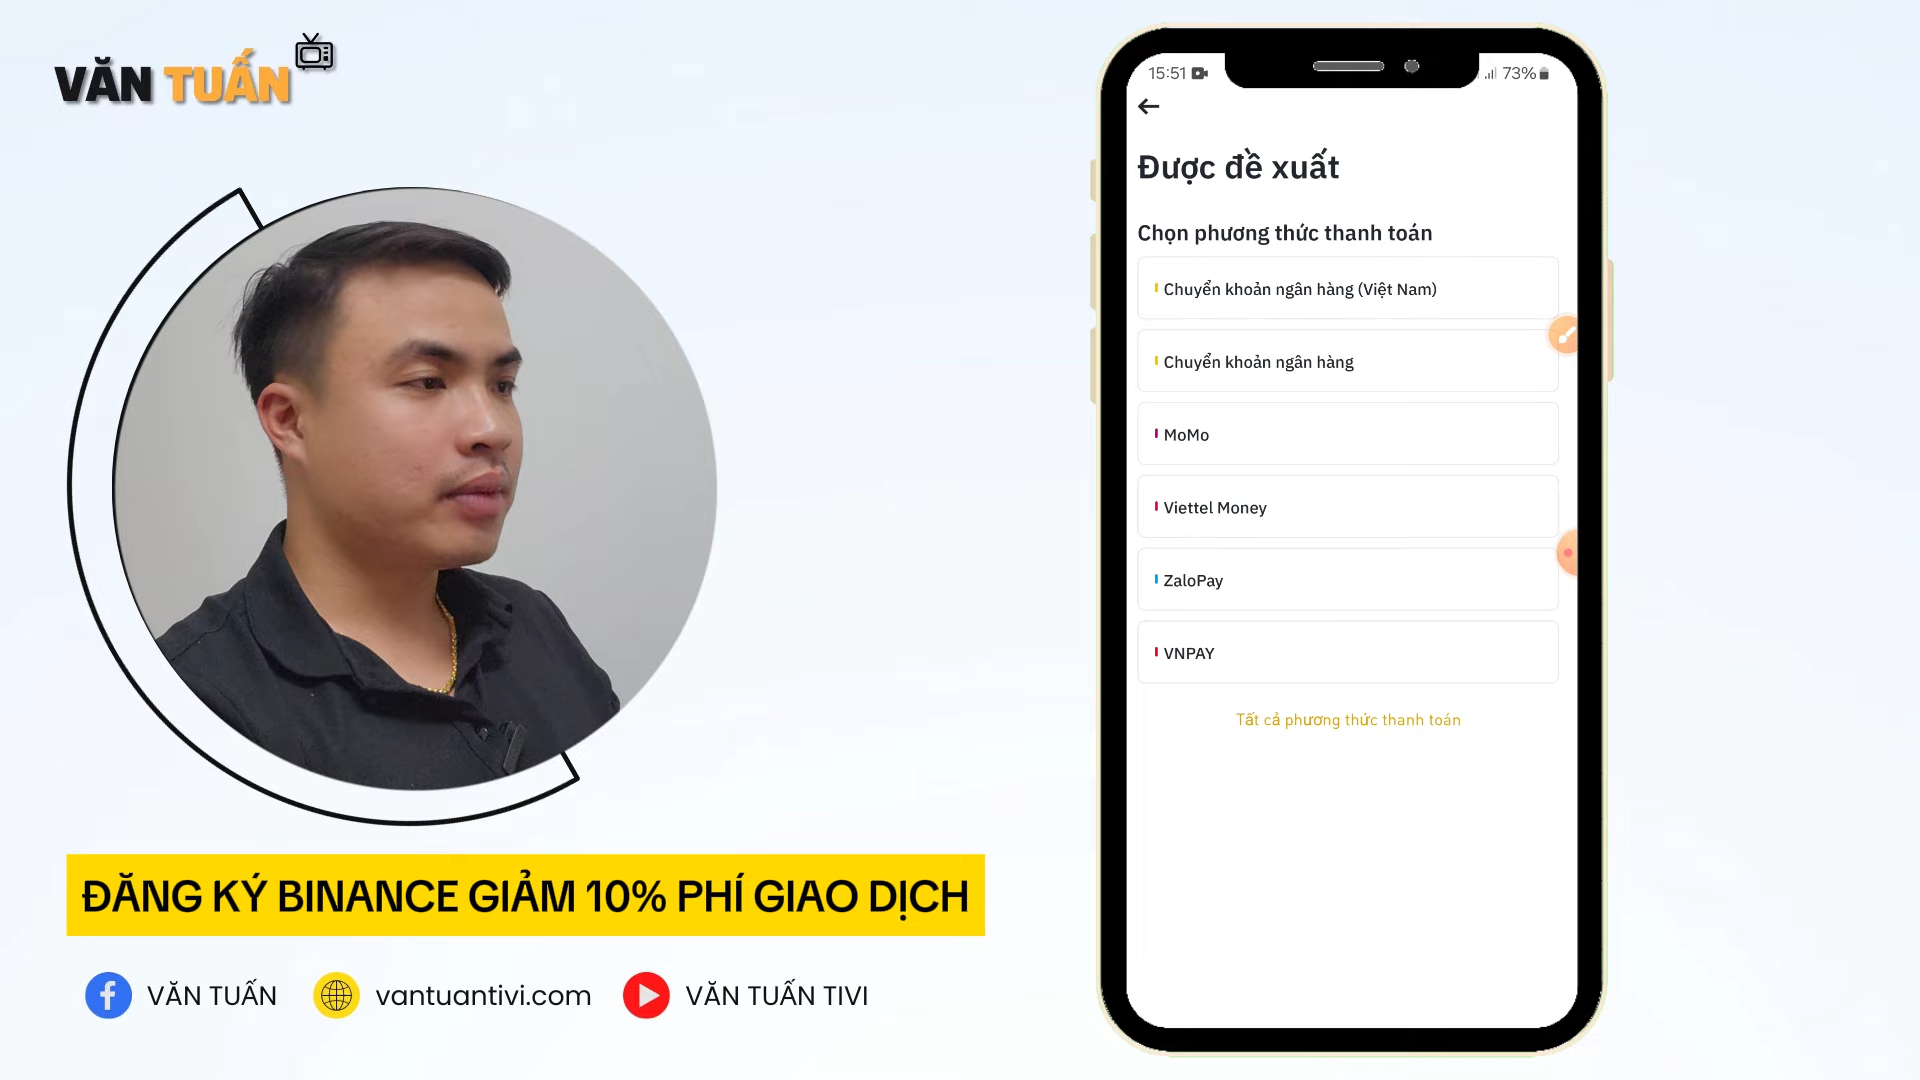 VĂN TUẤN
ĐĂNG KÝ BINANCE GIẢM 10% PHÍ GIAO DỊCH
VĂN TUẤN
vantuantivi.com
VĂN TUẤN TIVI
15:51
73%
Được đề xuất
Chọn phương thức thanh toán
Chuyển khoản ngân hàng (Việt Nam)
Chuyển khoản ngân hàng
MoMo
Viettel Money
ZaloPay
VNPAY
Tất cả phương thức thanh toán